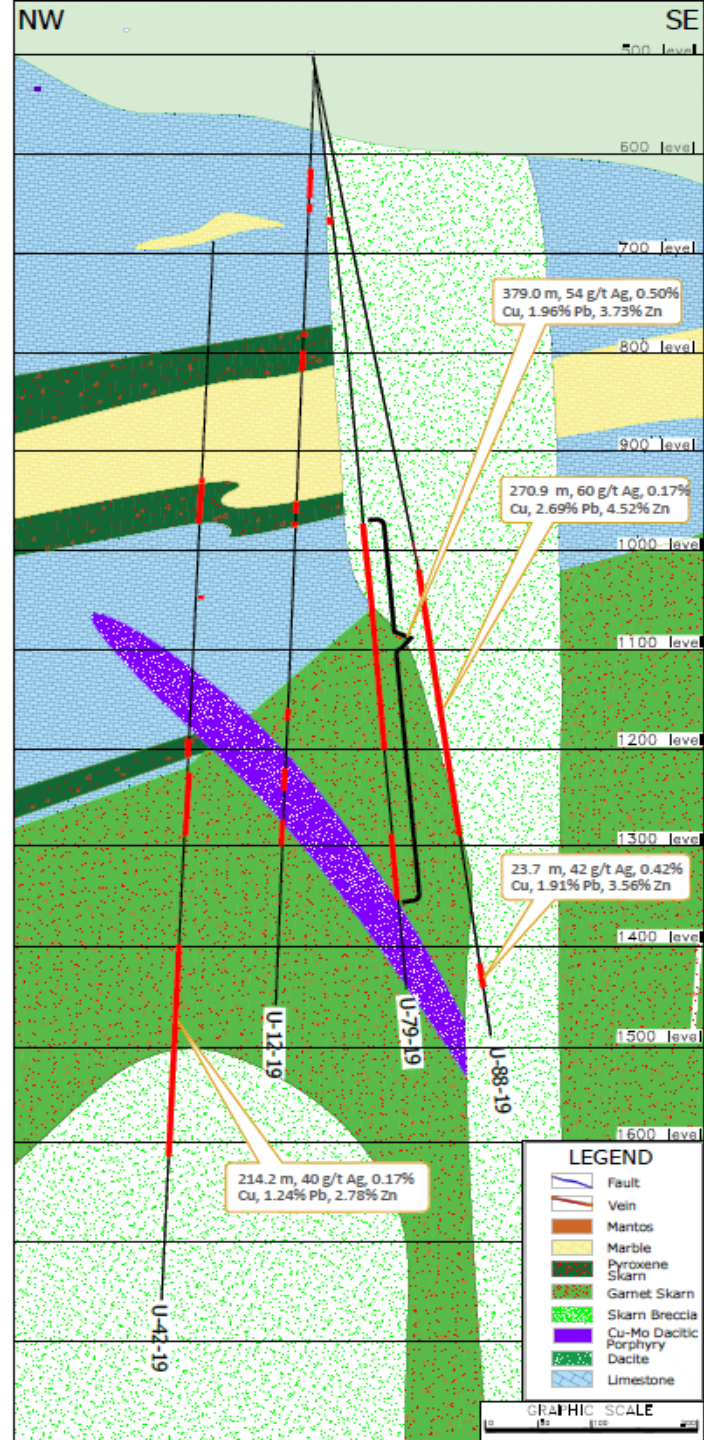 NW
SE
500 level
600 level
700 level
379.0 m, 54 g/t Ag, 0.50%
Cu, 1.96% Pb, 3.73% Zn
800 level
900 level
270.9 m, 60 g/t Ag, 0.17%
Cu, 2.69% Pb, 4.52% Zn
1000 level
1100 level
1200 level
1300 level
23.7 m, 42 g/t Ag, 0.42%
Cu, 1.91% Pb, 3.56% Zn
1400 level
U-12-19
U-79-19
1500 level
U-88-19
1600 level
214.2 m, 40 g/t Ag, 0.17%
Cu, 1.24% Pb, 2.78% Zn
U-42-19
LEGEND
Fault
Vein
Mantos
Marble
Pyroxene
Skarn
Garnet Skarn
Skarn Breccia
Cu-Mo Dacitic
Porphyry
Dacite
Limestone
GRAPHIC SCALE
0 50 100 200